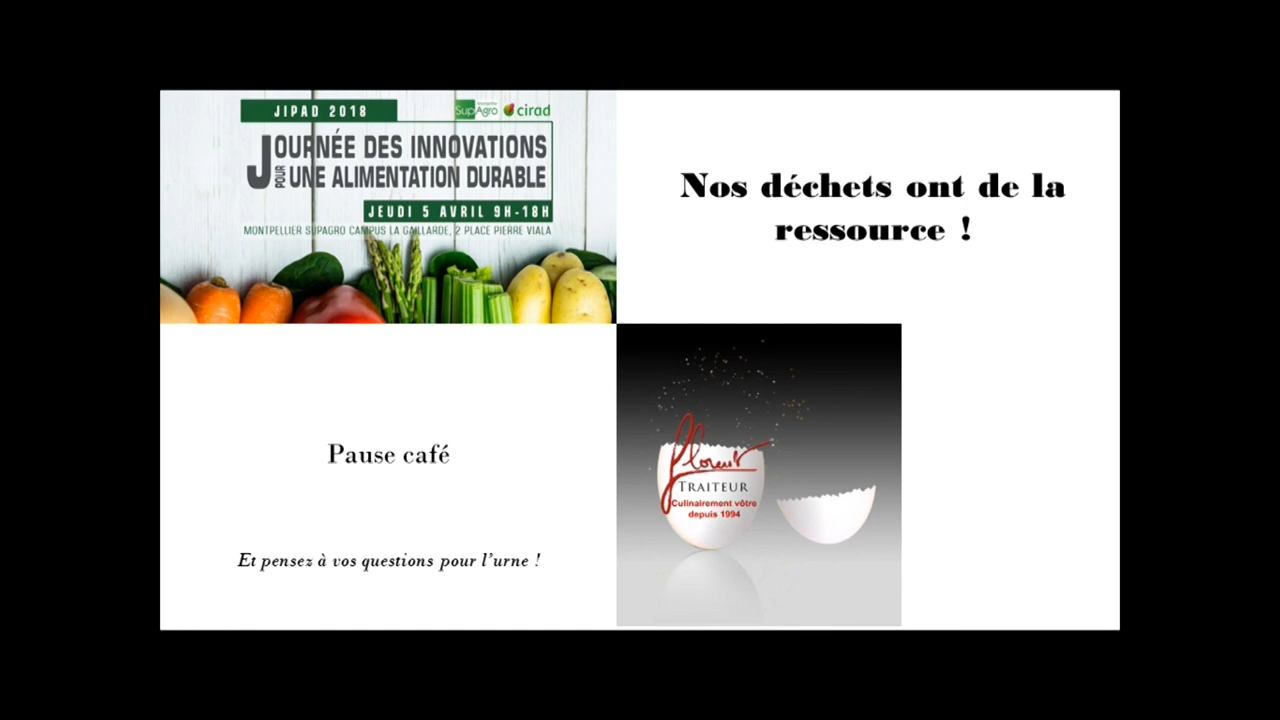 JIPAD 2018
Montpellier
SupAgro
cirad
JOURNÉE DES INNOVATIONS
POUR UNE ALIMENTATION DURABLE
JEUDI 5 AVRIL 9H-18H
MONTPELLIER SUPAGRO CAMPUS LA GAILLARDE, 2 PLACE PIERRE VIALA
Nos déchets ont de la
ressource !
Pause café
Et pensez à vos questions pour l'urne !
Florent
TRAITEUR
Culinairement vôtre
depuis 1994